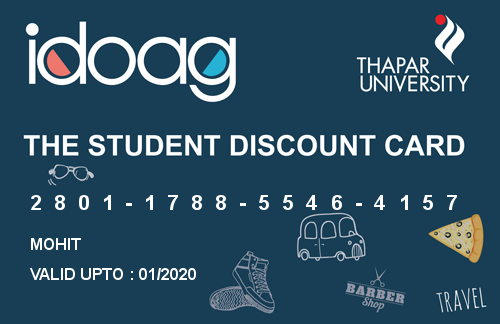 idoag
THAPAR
UNIVERSITY
THE STUDENT DISCOUNT CARD
2801-1788-5546-4157
MOHIT
VALID UPTO : 01/2020
BARBER
Shop
TRAVEL